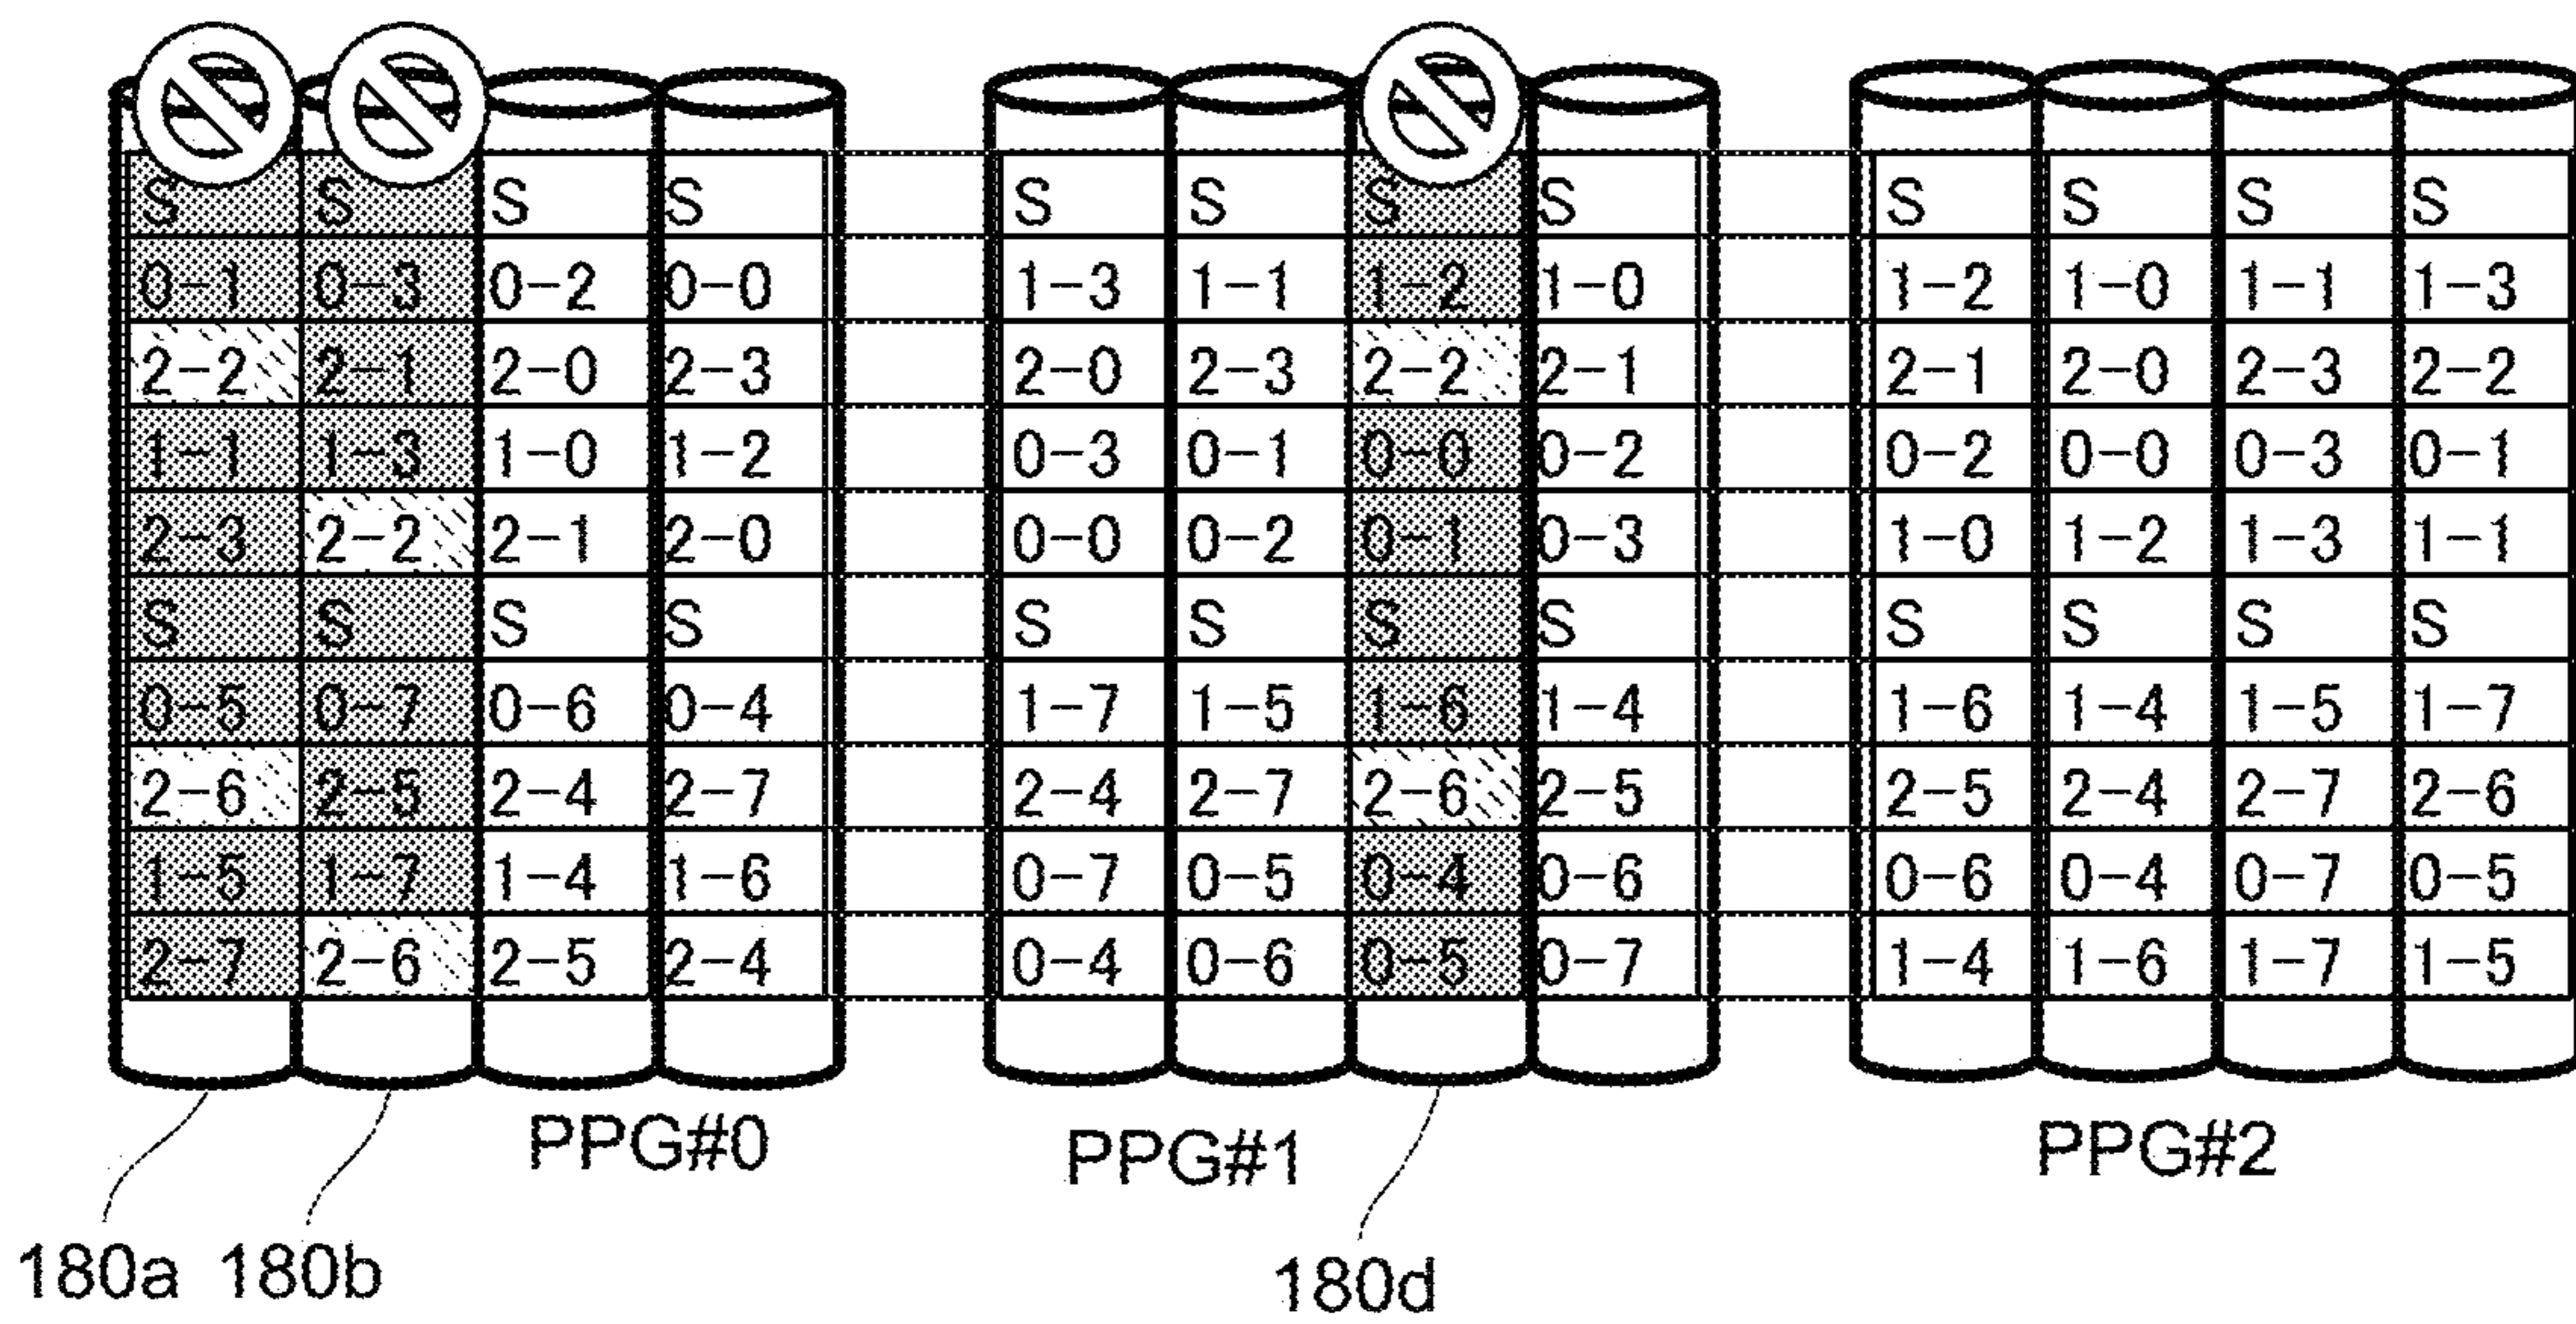 S S S S S S S S S S S S
0-1 0-3 0-2 0-0 1-3 1-1 1-2 1-0 1-2 1-0 1-1 1-3
2-2 2-1 2-0 2-3 2-0 2-3 2-2 2-1 2-1 2-0 2-3 2-2
1-1 1-3 1-0 1-2 0-3 0-1 0-0 0-2 0-2 0-0 0-3 0-1
2-3 2-2 2-1 2-0 0-0 0-2 0-1 0-3 1-0 1-2 1-3 1-1
S S S S S S S S S S S S
0-5 0-7 0-6 0-4 1-7 1-5 1-6 1-4 1-6 1-4 1-5 1-7
2-6 2-5 2-4 2-7 2-4 2-7 2-6 2-5 2-5 2-4 2-7 2-6
1-5 1-7 1-4 1-6 0-7 0-5 0-4 0-6 0-6 0-4 0-7 0-5
2-7 2-6 2-5 2-4 0-4 0-6 0-5 0-7 1-4 1-6 1-7 1-5
PPG#0 PPG#1 PPG#2
180a 180b 180d